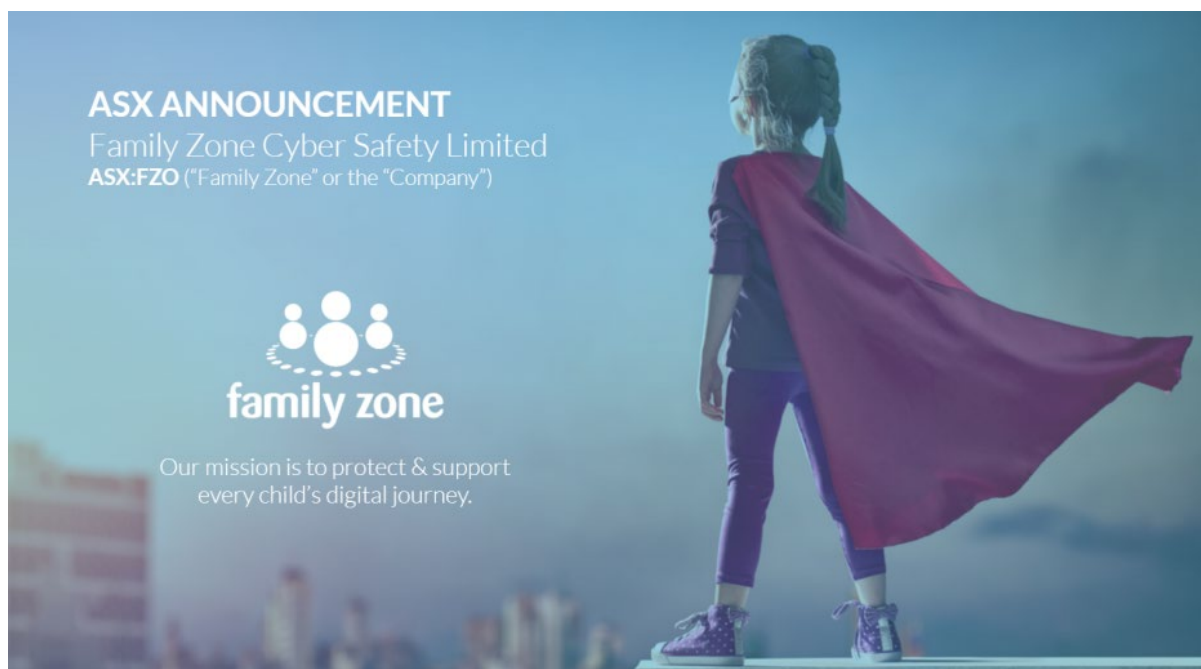 ASX ANNOUNCEMENT
Family Zone Cyber Safety Limited
ASX:FZO (“Family Zone” or the “Company”)
family zone
Our mission is to protect & support
every child’s digital journey.